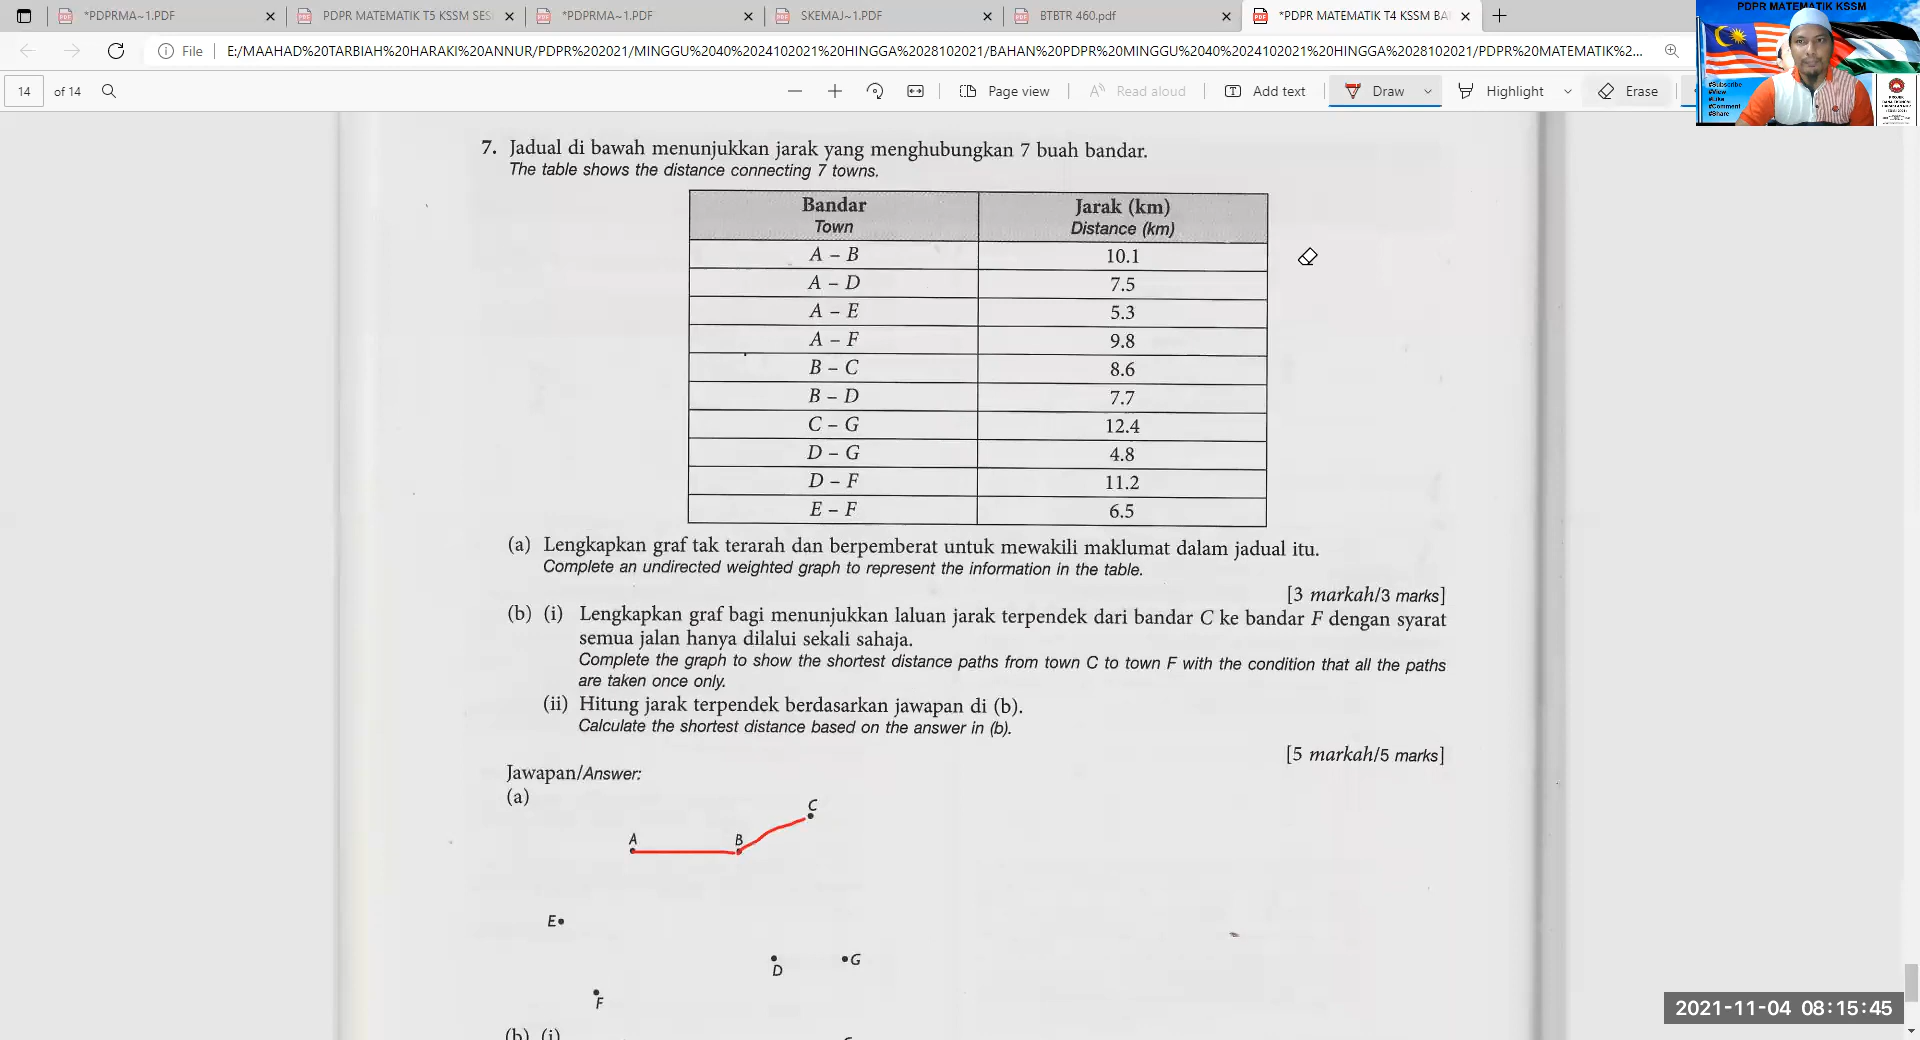 *PDPRMA~1.PDF
PDPR MATEMATIK T5 KSSM SES
*PDPRMA~1.PDF
SKEMAJ~1.PDF
BTBTR 460.pdf
*PDPR MATEMATIK T4 KSSM BA
File
E:/MAAHAD%20TARBIAH%20HARAKI%20ANNUR/PDPR%202021/MINGGU%2040%2024102021%20HINGGA%2028102021/BAHAN%20PDPR%20MINGGU%2040%2024102021%20HINGGA%2028102021/PDPR%20MATEMATIK%2...
14 of 14
Page view
Read aloud
Add text
Draw
Highlight
Erase
PDPR MATEMATIK KSSM
#Subscribe
#View
#Like
#Comment
#Share
7. Jadual di bawah menunjukkan jarak yang menghubungkan 7 buah bandar.
The table shows the distance connecting 7 towns.
Bandar Jarak (km)
Town Distance (km)
A – B 10.1
A – D 7.5
A – E 5.3
A – F 9.8
B – C 8.6
B – D 7.7
C – G 12.4
D – G 4.8
D – F 11.2
E – F 6.5
(a) Lengkapkan graf tak terarah dan berpemberat untuk mewakili maklumat dalam jadual itu.
Complete an undirected weighted graph to represent the information in the table.
[3 markah/3 marks]
(b) (i) Lengkapkan graf bagi menunjukkan laluan jarak terpendek dari bandar C ke bandar F dengan syarat
semua jalan hanya dilalui sekali sahaja.
Complete the graph to show the shortest distance paths from town C to town F with the condition that all the paths
are taken once only.
(ii) Hitung jarak terpendek berdasarkan jawapan di (b).
Calculate the shortest distance based on the answer in (b).
[5 markah/5 marks]
Jawapan/Answer:
(a)
C
A B
E
D G
F
(b) (i)
2021-11-04 08:15:45